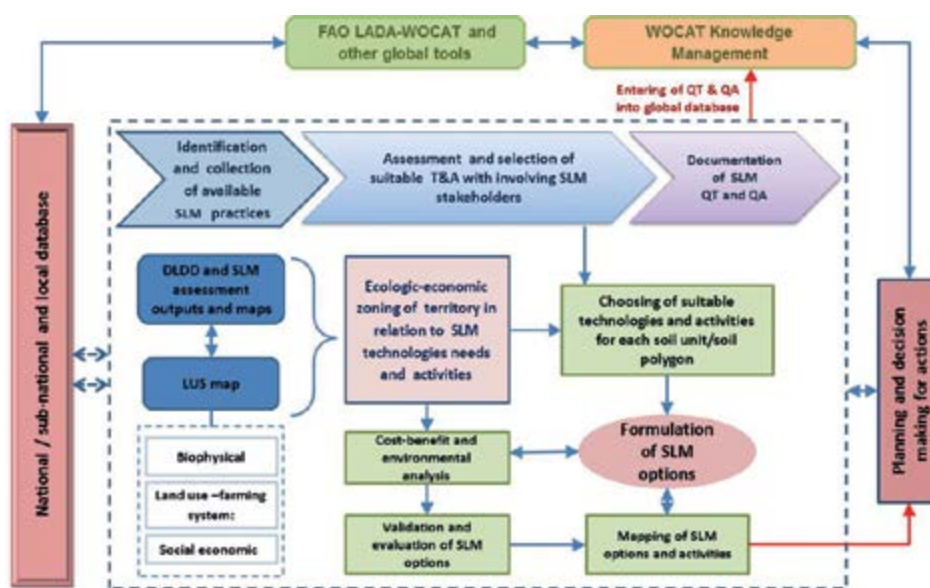 FAO LADA-WOCAT and
other global tools
WOCAT Knowledge
Management
Entering of QT & QA
into global database
National / sub-national and local database
Identification
and collection
of available
SLM practices
Assessment and selection of
suitable T&A with involving SLM
stakeholders
Documentation
of SLM
QT and QA
DLDD and SLM
assessment
outputs and maps
LUS map
Biophysical
Land use –farming
system:
Social economic
Ecologic-economic
zoning of territory in
relation to SLM
technologies needs
and activities
Choosing of suitable
technologies and activities
for each soil unit/soil
polygon
Cost-benefit and
environmental
analysis
Formulation
of SLM
options
Validation and
evaluation of SLM
options
Mapping of SLM
options and activities
Planning and decision
making for actions